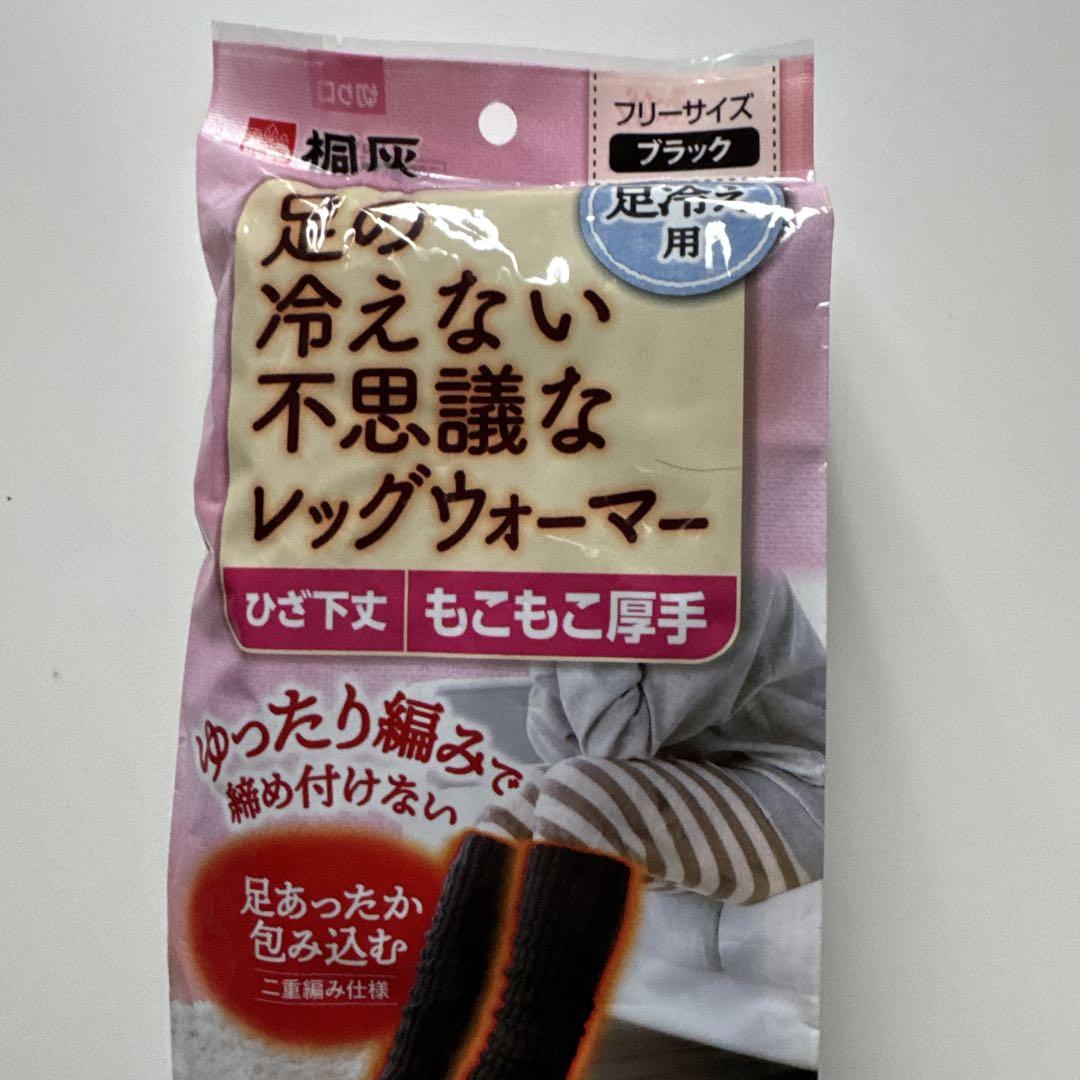 切り口
桐灰
フリーサイズ
ブラック
足冷え
用
足の
冷えない
不思議な
レッグウォーマー
ひざ下丈
もこもこ厚手
ゆったり編みで
締め付けない
足あったか
包み込む
二重編み仕様